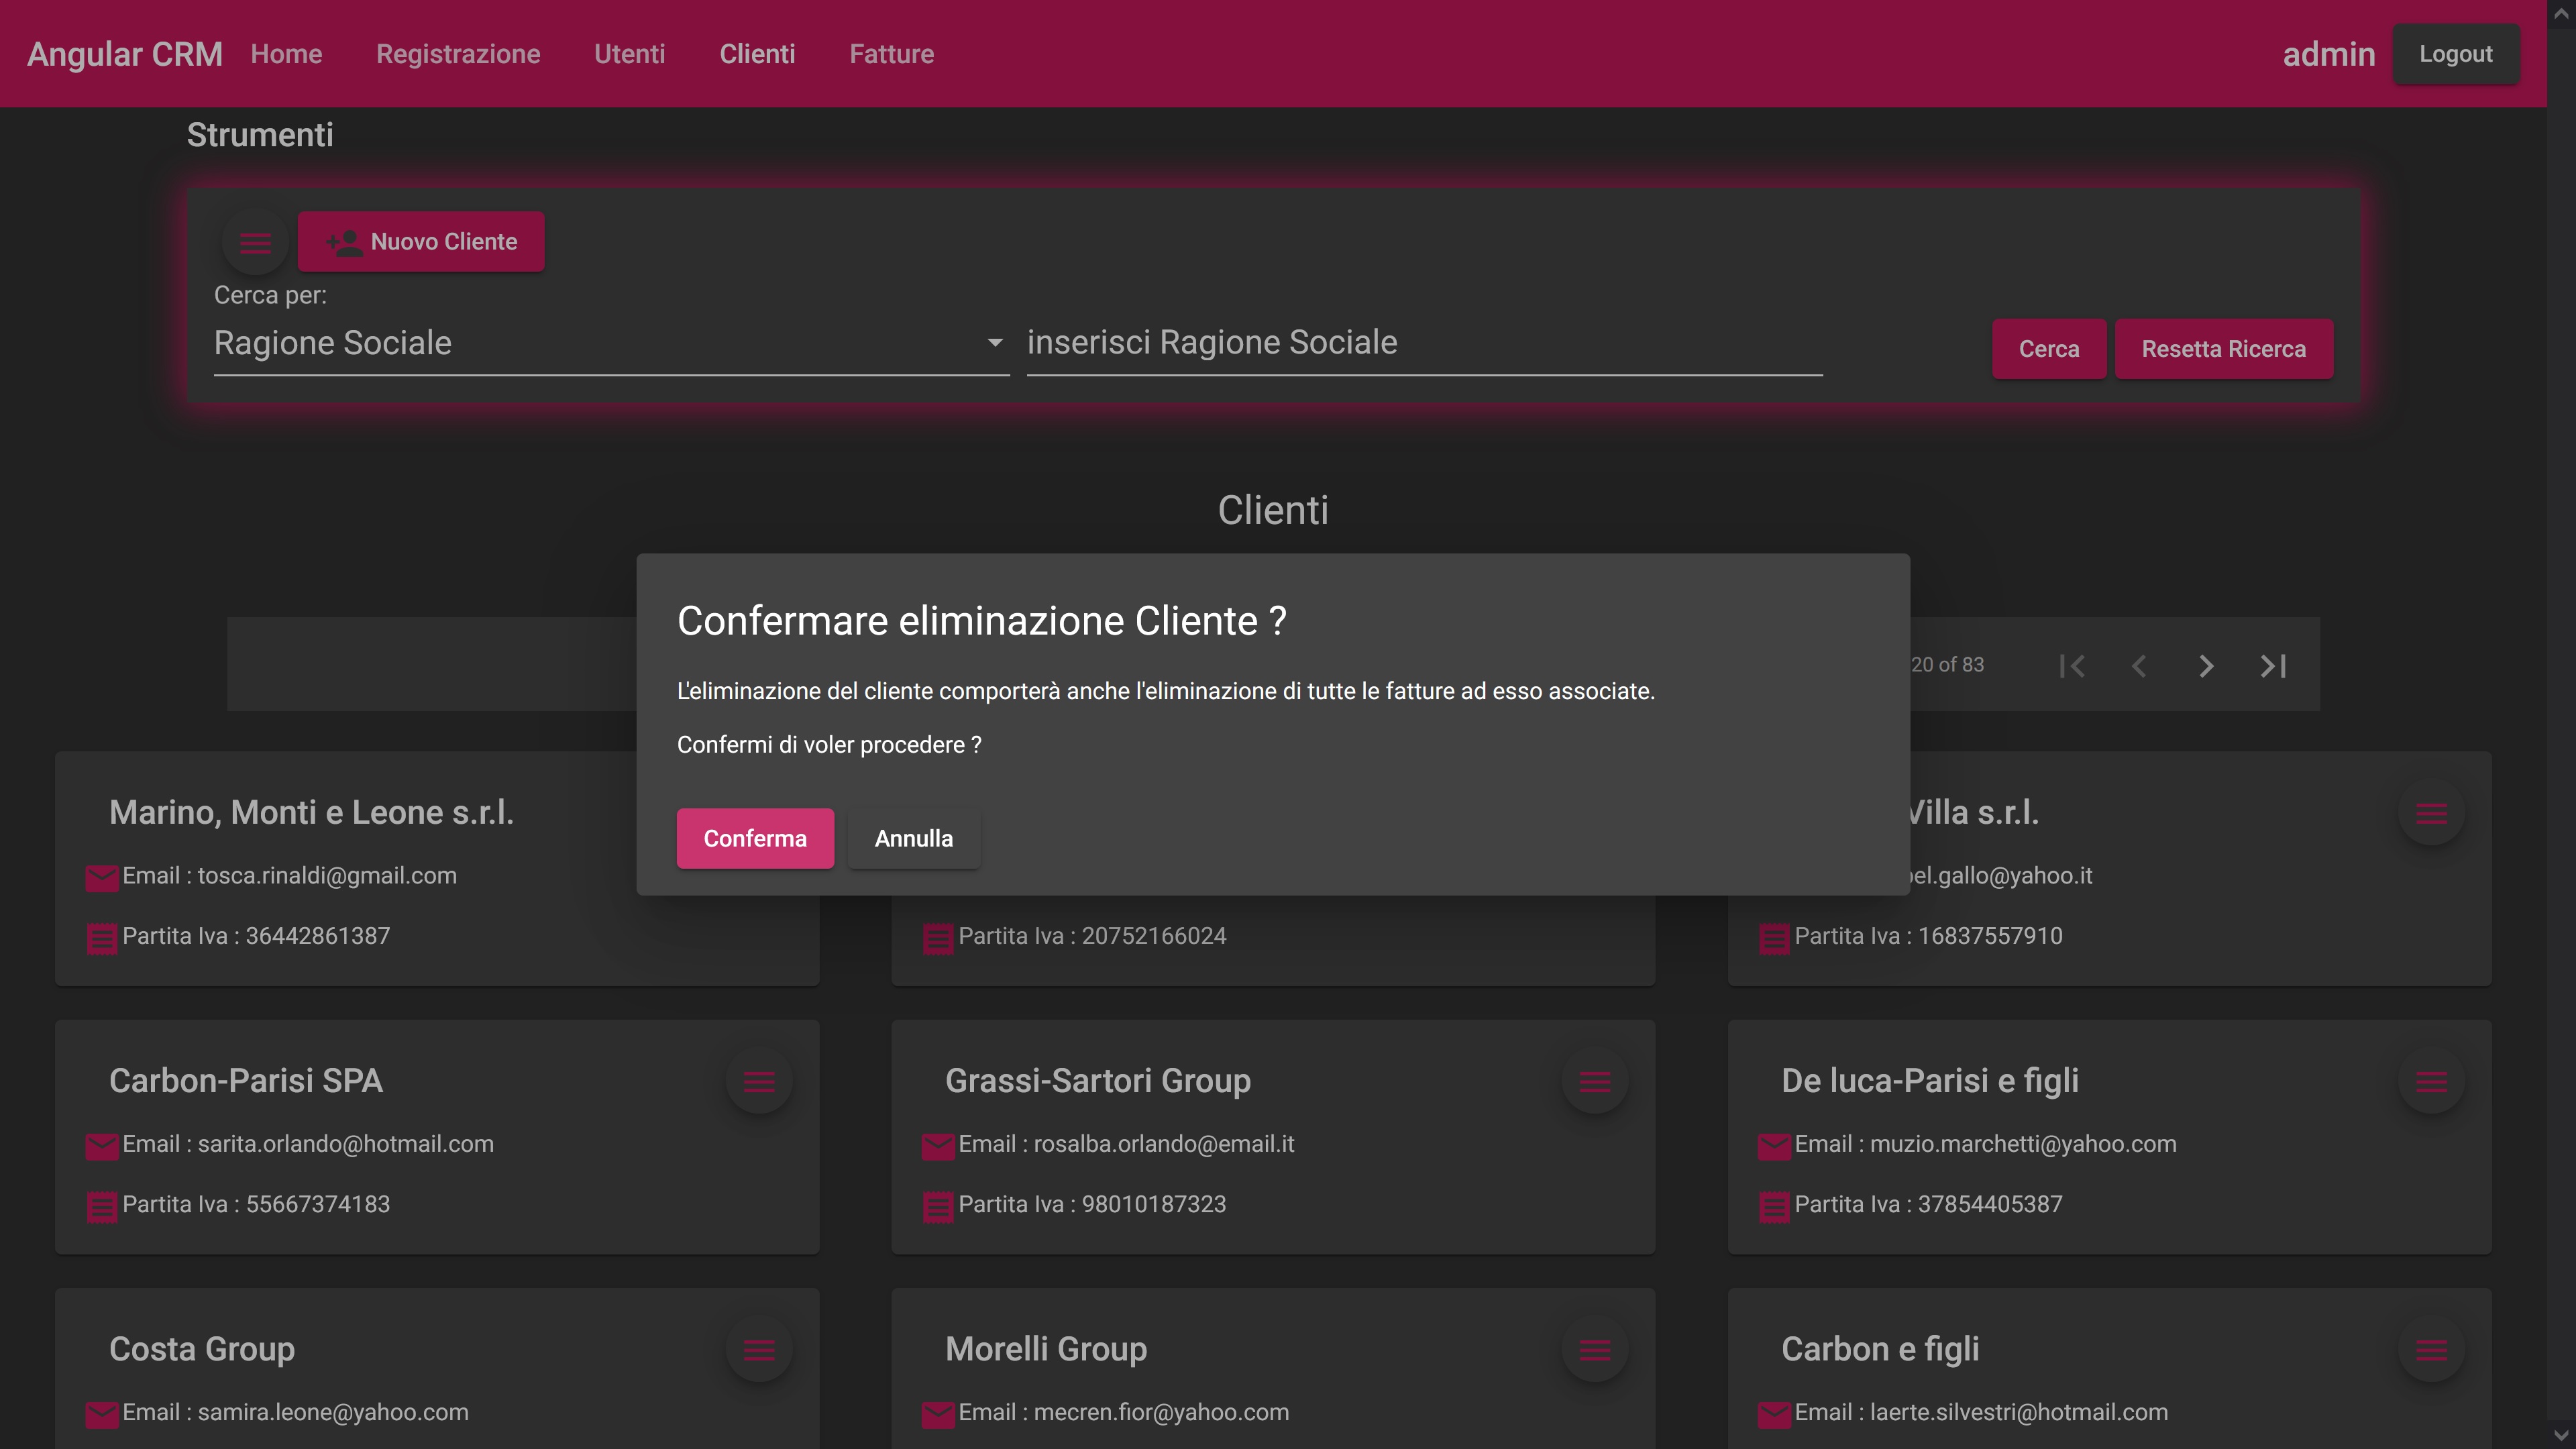 Angular CRM Home Registrazione Utenti Clienti Fatture admin Logout
Strumenti
Nuovo Cliente
Cerca per:
Ragione Sociale inserisci Ragione Sociale Cerca Resetta Ricerca
Clienti
Confermare eliminazione Cliente ?
20 of 83
L'eliminazione del cliente comporterà anche l'eliminazione di tutte le fatture ad esso associate.
Confermi di voler procedere ?
Conferma Annulla
Marino, Monti e Leone s.r.l.
Email : tosca.rinaldi@gmail.com
Partita Iva : 36442861387
Partita Iva : 20752166024
Villa s.r.l.
el.gallo@yahoo.it
Partita Iva : 16837557910
Carbon-Parisi SPA
Email : sarita.orlando@hotmail.com
Partita Iva : 55667374183
Grassi-Sartori Group
Email : rosalba.orlando@email.it
Partita Iva : 98010187323
De luca-Parisi e figli
Email : muzio.marchetti@yahoo.com
Partita Iva : 37854405387
Costa Group
Email : samira.leone@yahoo.com
Morelli Group
Email : mecren.fior@yahoo.com
Carbon e figli
Email : laerte.silvestri@hotmail.com